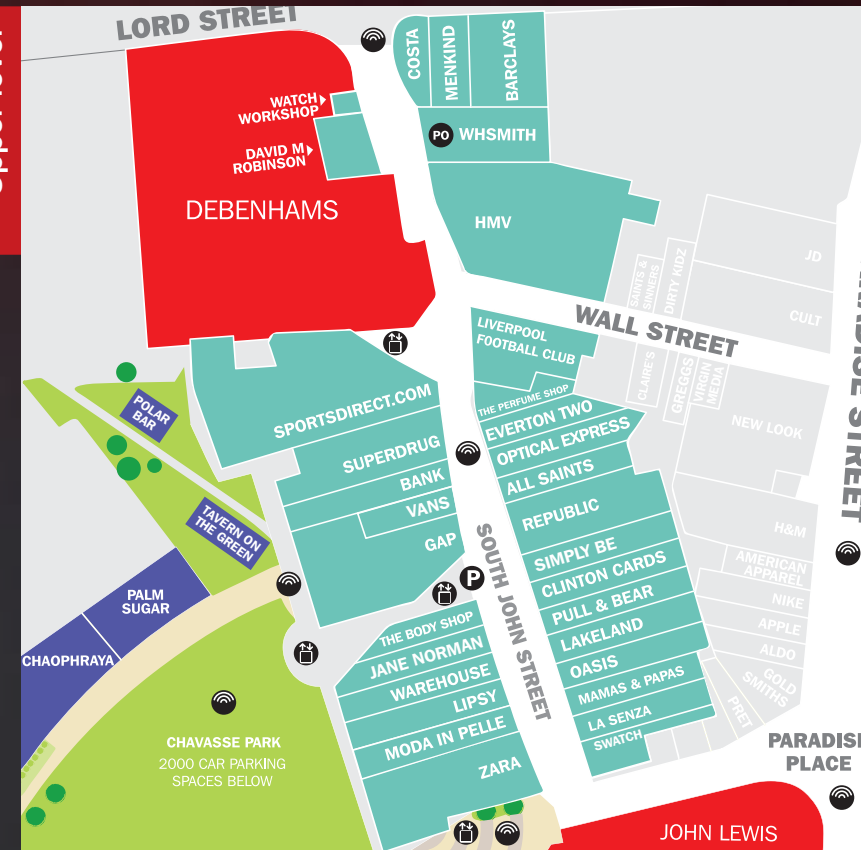 Upper level
LORD STREET
COSTA
MENKIND
BARCLAYS
WATCH
WORKSHOP
DAVID M
ROBINSON
PO
WHSMITH
DEBENHAMS
HMV
SAINTS &
SINNERS
DIRTY KIDZ
JD
CULT
WALL STREET
LIVERPOOL
FOOTBALL CLUB
CLAIRE'S
GREGGS
VIRGIN
MEDIA
NEW LOOK
PARADISE STREET
POLAR
BAR
SPORTSDIRECT.COM
THE PERFUME SHOP
EVERTON TWO
OPTICAL EXPRESS
ALL SAINTS
SUPERDRUG
BANK
VANS
GAP
TAVERN ON
THE GREEN
REPUBLIC
SIMPLY BE
CLINTON CARDS
PULL & BEAR
LAKELAND
OASIS
MAMAS & PAPAS
LA SENZA
SWATCH
SOUTH JOHN STREET
P
H&M
AMERICAN
APPAREL
NIKE
APPLE
ALDO
GOLD
SMITHS
PRET
PALM
SUGAR
CHAOPHRAYA
THE BODY SHOP
JANE NORMAN
WAREHOUSE
LIPSY
MODA IN PELLE
ZARA
CHAVASSE PARK
2000 CAR PARKING
SPACES BELOW
PARADISE
PLACE
JOHN LEWIS